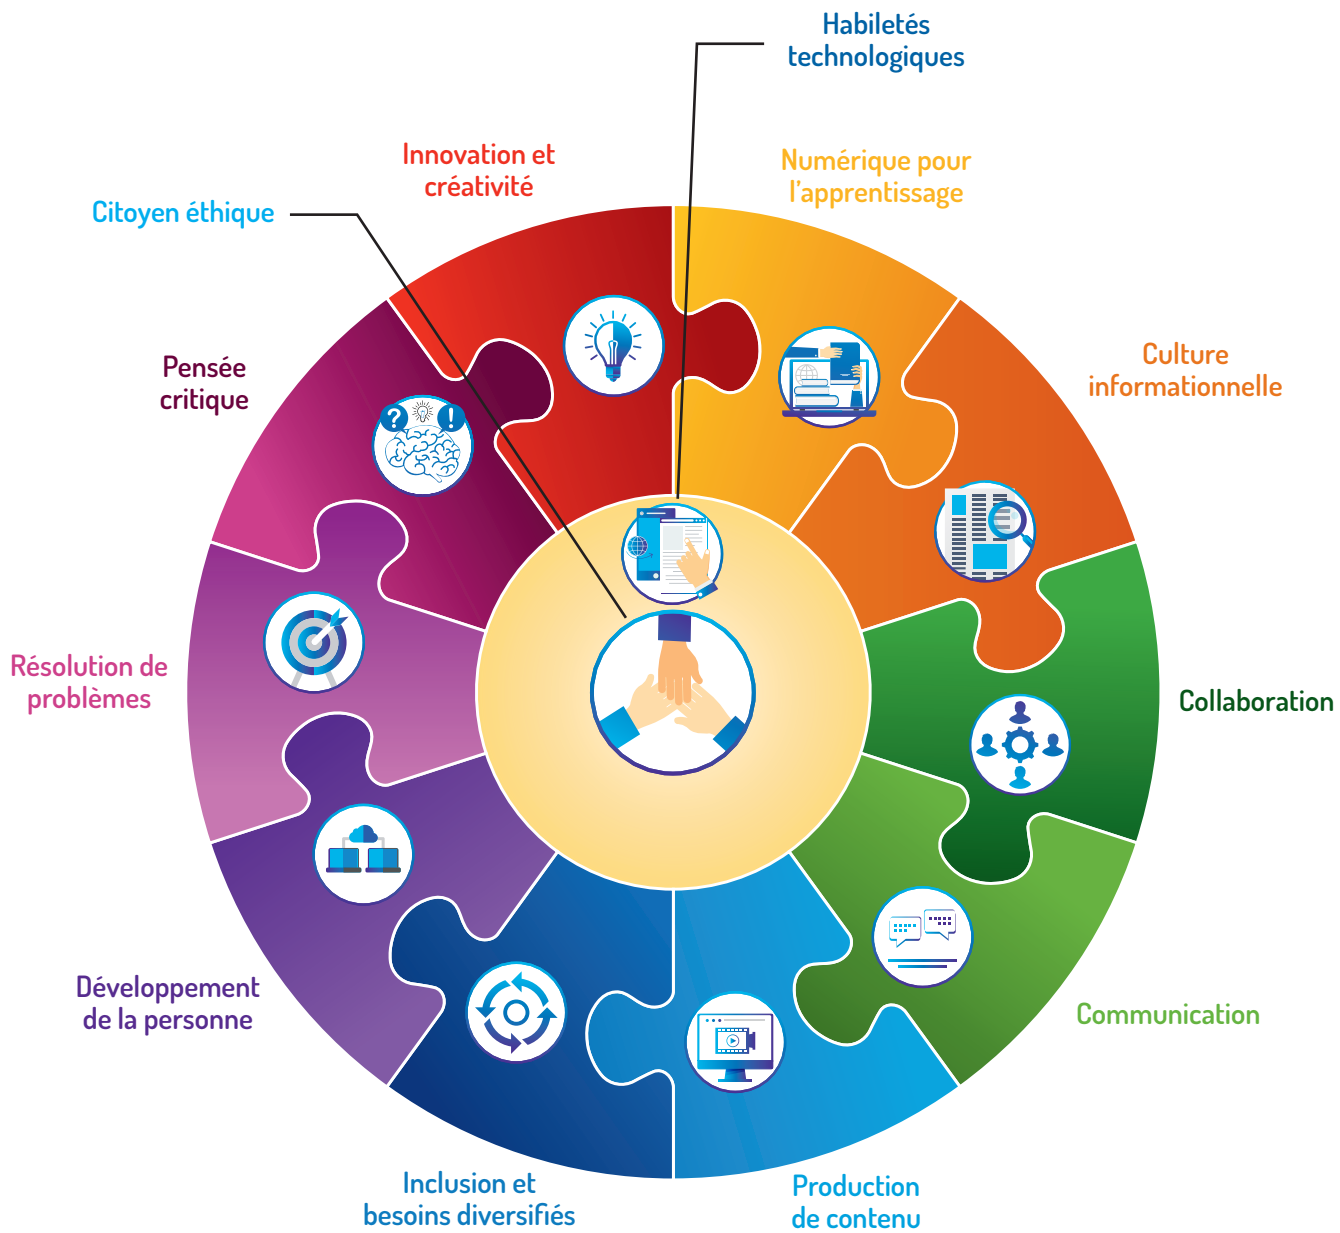 Habiletés
technologiques
Innovation et
créativité
Numérique pour
l'apprentissage
Citoyen éthique
Culture
informationnelle
Pensée
critique
?
!
Résolution de
problèmes
Collaboration
Développement
de la personne
Communication
Inclusion et
besoins diversifiés
Production
de contenu